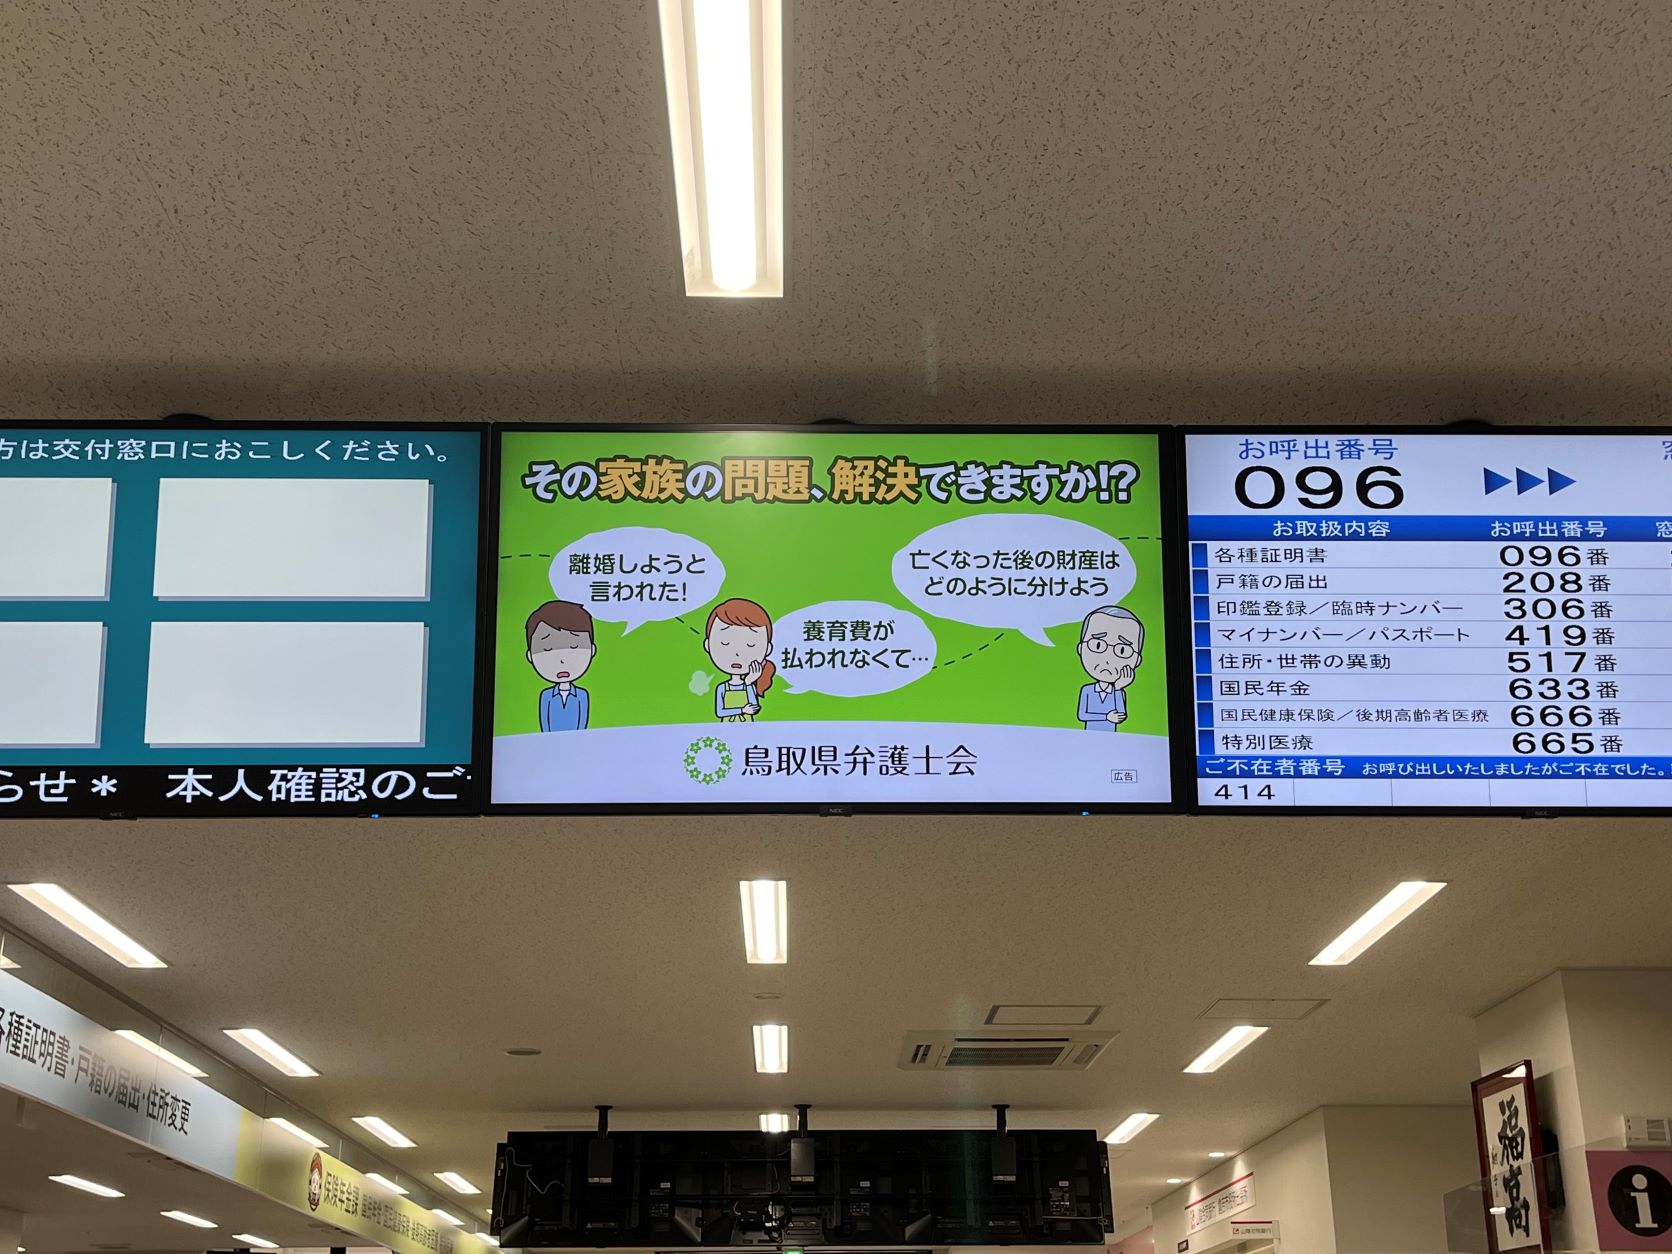 方は交付窓口におこしください。
らせ＊　本人確認のご
その家族の問題、解決できますか!?
離婚しようと
言われた!
養育費が
払われなくて…
亡くなった後の財産は
どのように分けよう
鳥取県弁護士会
広告
NEC
NEC
NEC
お呼出番号
096
お取扱内容 お呼出番号 窓
各種証明書 096番
戸籍の届出 208番
印鑑登録／臨時ナンバー 306番
マイナンバー／パスポート 419番
住所・世帯の異動 517番
国民年金 633番
国民健康保険／後期高齢者医療 666番
特別医療 665番
ご不在者番号 お呼び出しいたしましたがご不在でした。
414
各種証明書・戸籍の届出・住所変更
保険年金課
福
i